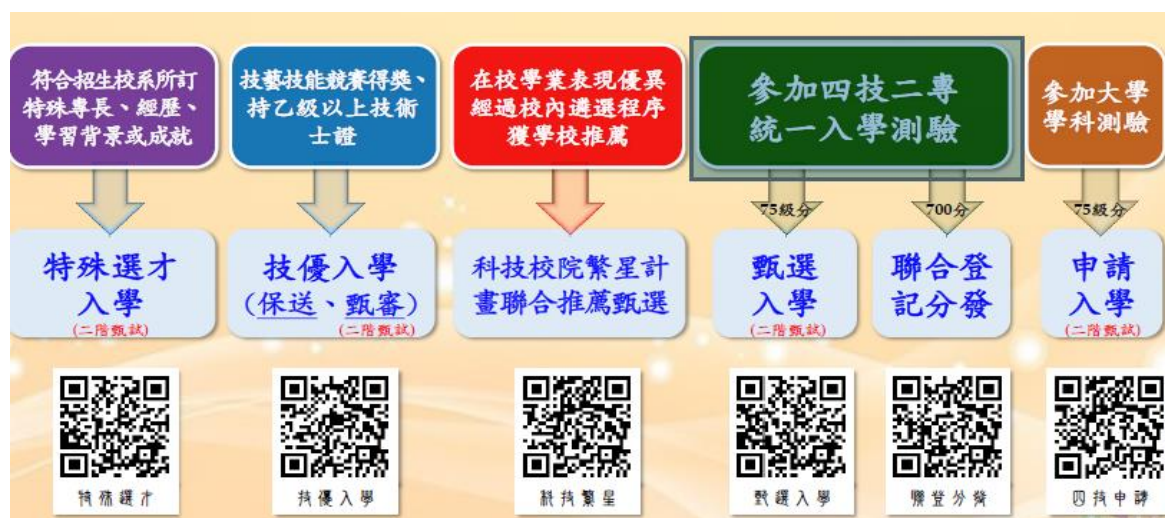 符合招生校系所訂
特殊專長、經歷、
學習背景或成就
技藝技能競賽得獎、
持乙級以上技術
士證
在校學業表現優異
經過校內遴選程序
獲學校推薦
參加四技二專
統一入學測驗
參加大學
學科測驗
75級分
700分
75級分
特殊選才
入學
(二階甄試)
技優入學
(保送、甄審)
(二階甄試)
科技校院繁星計
畫聯合推薦甄選
甄選
入學
(二階甄試)
聯合登
記分發
申請
入學
(二階甄試)
特殊選才
技優入學
科技繁星
甄選入學
聯登分發
四技申請